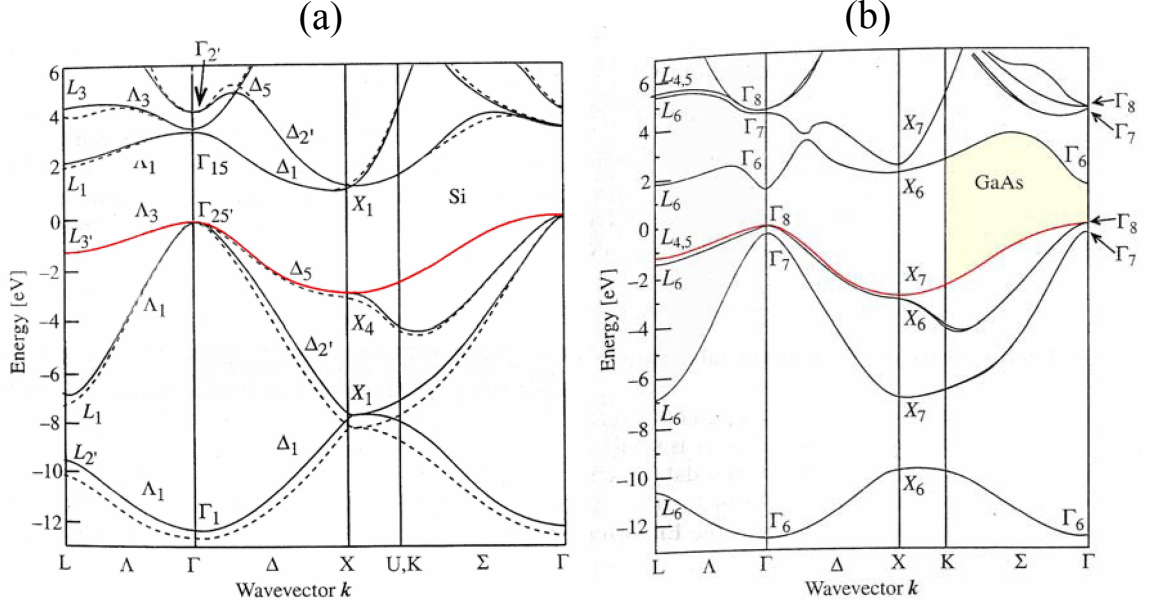 (a)
(b)
Γ2'
6
L3
Λ3
Δ5
4
Δ2'
Λ1
Γ15
Δ1
2
L1
X1
Si
Λ3
Γ25'
0
L3'
Δ5
−2
X4
Λ1
−4
Δ2'
−6
X1
L1
−8
Δ1
L2'
−10
Λ1
Γ1
−12
Energy [eV]
L Λ Γ Δ X U,K Σ Γ
Wavevector k
L4,5
6
Γ8
Γ8
L6
Γ7
Γ7
4
X7
Γ6
Γ6
2
X6
GaAs
L6
Γ8
Γ8
0
L4,5
Γ7
Γ7
L6
X7
−2
X6
−4
−6
L6
X7
−8
−10
X6
L6
Γ6
Γ6
−12
Energy [eV]
L Λ Γ Δ X K Σ Γ
Wavevector k